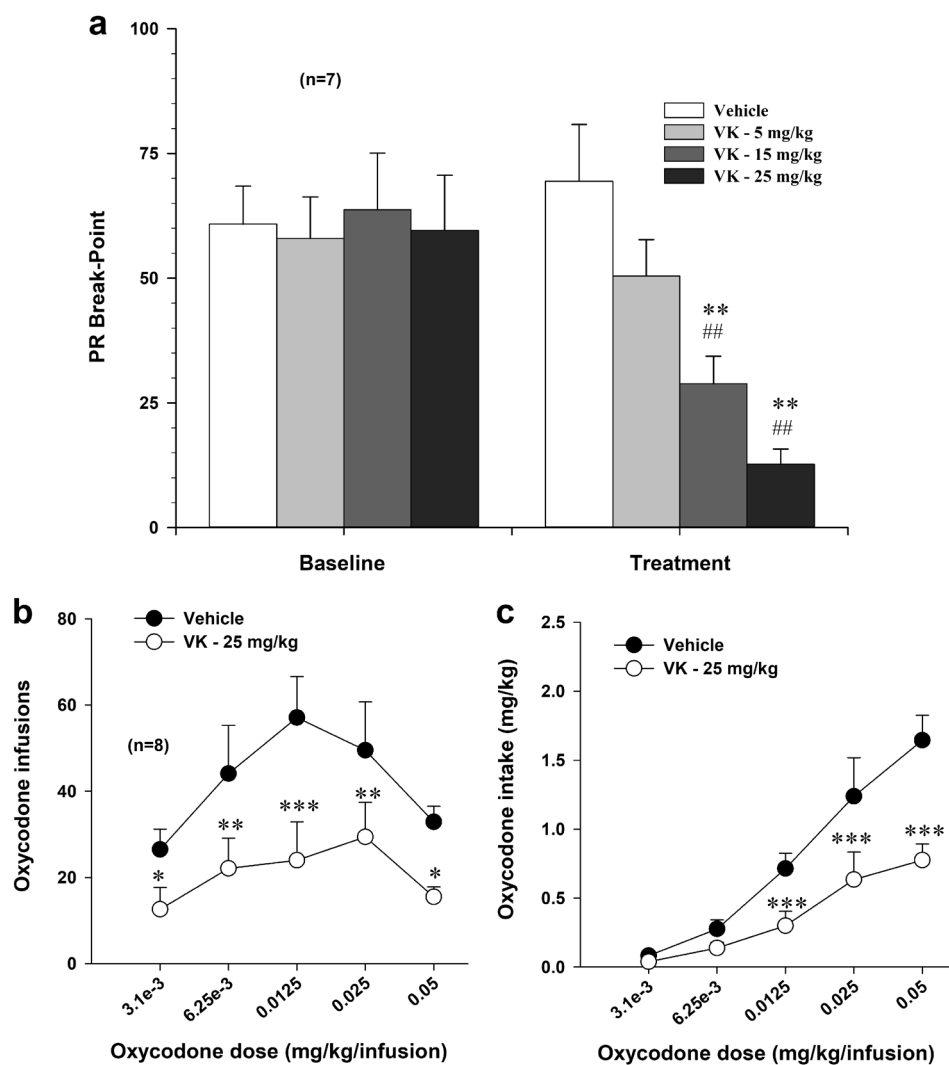 a
100
75
50
25
0
PR Break-Point
(n=7)
Vehicle
VK - 5 mg/kg
VK - 15 mg/kg
VK - 25 mg/kg
**
##
**
##
Baseline
Treatment
b
80
60
40
20
0
Oxycodone infusions
Vehicle
VK - 25 mg/kg
(n=8)
*
**
***
**
*
3.1e-3
6.25e-3
0.0125
0.025
0.05
Oxycodone dose (mg/kg/infusion)
c
2.5
2.0
1.5
1.0
0.5
0.0
Oxycodone intake (mg/kg)
Vehicle
VK - 25 mg/kg
***
***
***
3.1e-3
6.25e-3
0.0125
0.025
0.05
Oxycodone dose (mg/kg/infusion)